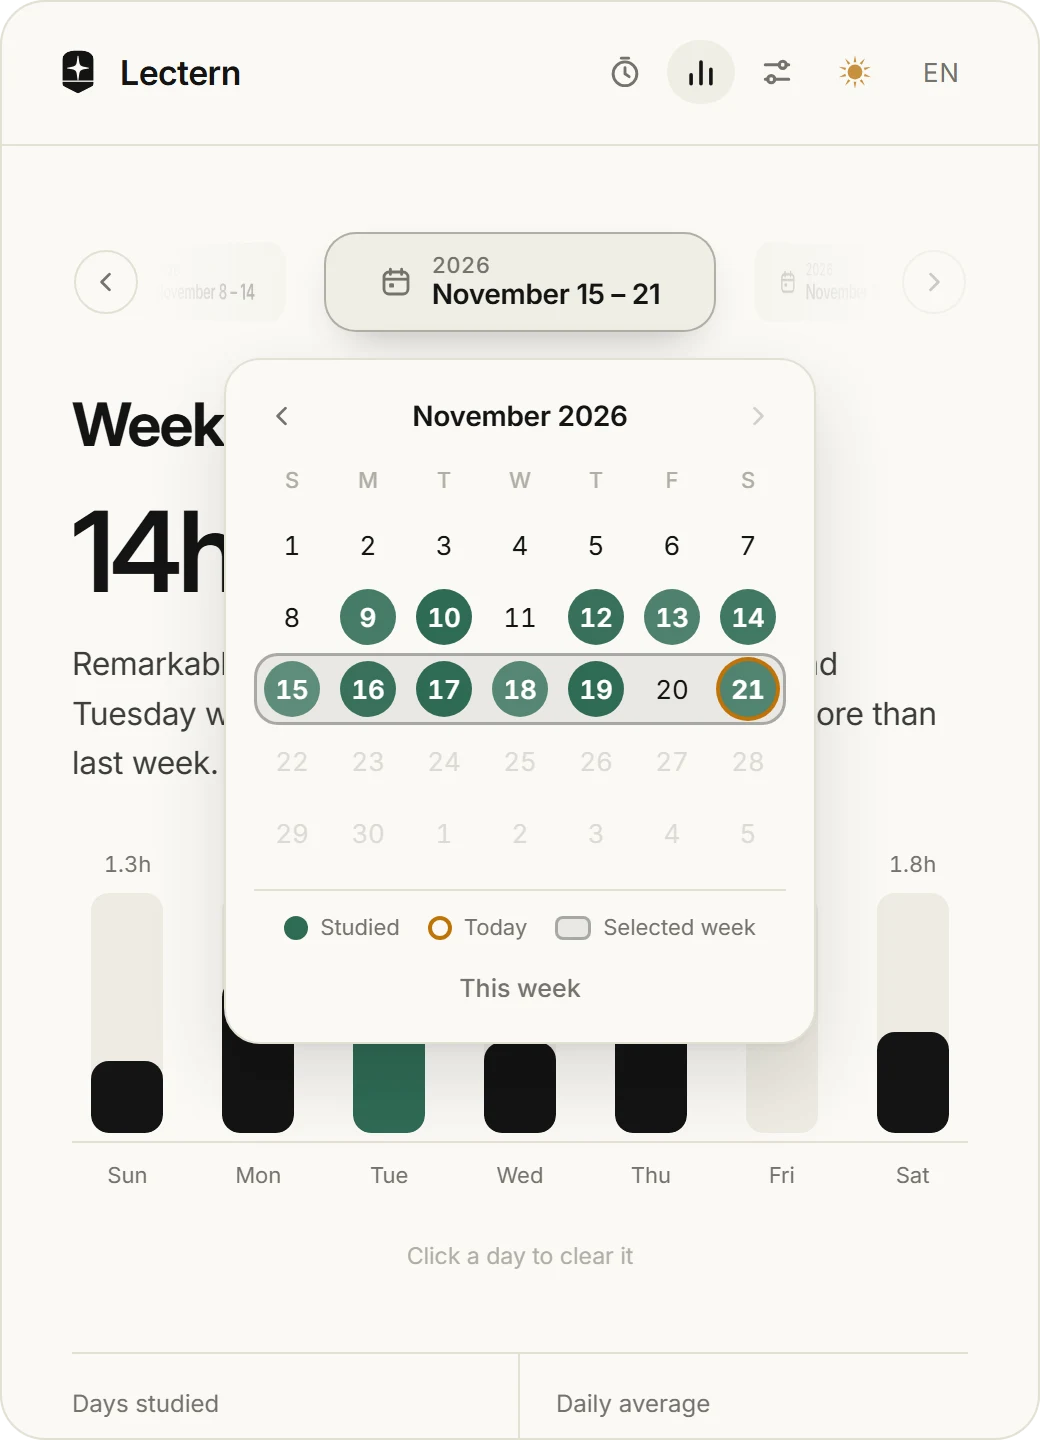 Lectern
EN
November 8 – 14
2026
November 15 – 21
2026
November
Week
14h
November 2026
S M T W T F S
1 2 3 4 5 6 7
8 9 10 11 12 13 14
15 16 17 18 19 20 21
22 23 24 25 26 27 28
29 30 1 2 3 4 5
Studied Today Selected week
This week
Tuesday
ore than
last week.
1.3h
1.8h
Sun Mon Tue Wed Thu Fri Sat
Click a day to clear it
Days studied
Daily average